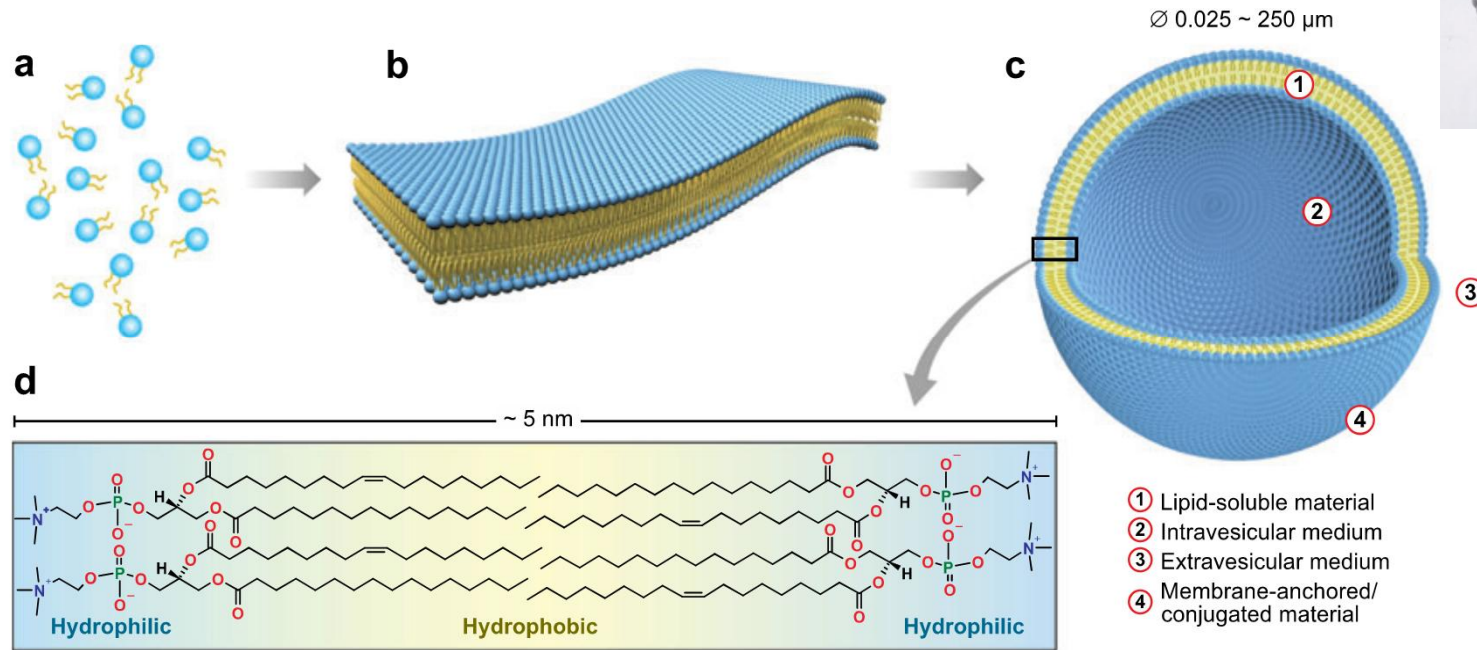 ∅ 0.025 ~ 250 μm
a
b
c
1
2
3
4
d
~ 5 nm
Hydrophilic
Hydrophobic
Hydrophilic
1 Lipid-soluble material
2 Intravesicular medium
3 Extravesicular medium
4 Membrane-anchored/
conjugated material